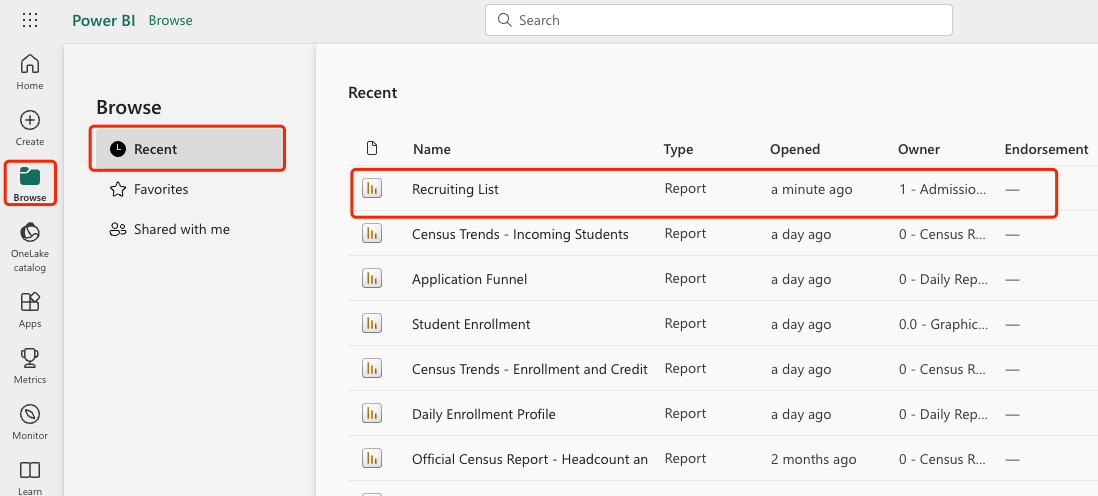 Power BI Browse
Search
Home
Create
Browse
OneLake
catalog
Apps
Metrics
Monitor
Learn
Browse
Recent
Favorites
Shared with me
Recent
Name Type Opened Owner Endorsement
Recruiting List Report a minute ago 1 - Admissio... —
Census Trends - Incoming Students Report a day ago 0 - Census R... —
Application Funnel Report a day ago 0 - Daily Rep... —
Student Enrollment Report a day ago 0.0 - Graphic... —
Census Trends - Enrollment and Credit Report a day ago 0 - Census R... —
Daily Enrollment Profile Report a day ago 0 - Daily Rep... —
Official Census Report - Headcount an Report 2 months ago 0 - Census R... —